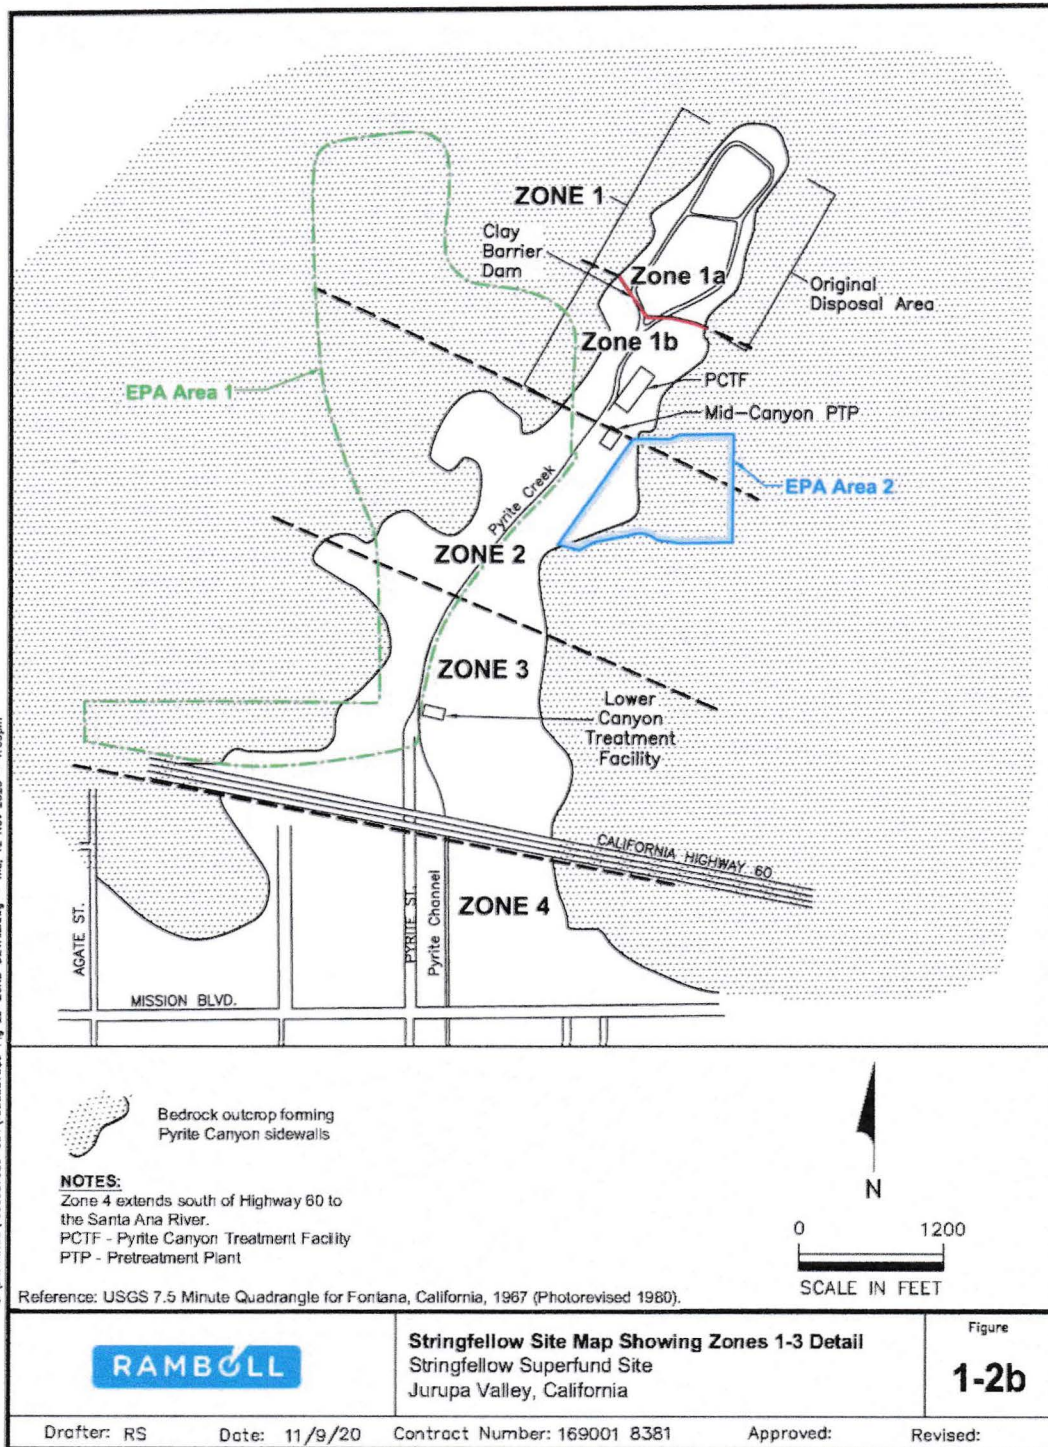 ZONE 1
Clay
Barrier
Dam
Zone 1a
Original
Disposal Area
Zone 1b
EPA Area 1
PCTF
Mid-Canyon PTP
EPA Area 2
Pyrite Creek
ZONE 2
ZONE 3
Lower
Canyon
Treatment
Facility
CALIFORNIA HIGHWAY 60
ZONE 4
AGATE ST.
PYRITE ST.
Pyrite Channel
MISSION BLVD.
Bedrock outcrop forming
Pyrite Canyon sidewalls
NOTES:
Zone 4 extends south of Highway 60 to
the Santa Ana River.
PCTF - Pyrite Canyon Treatment Facility
PTP - Pretreatment Plant
N
0 1200
SCALE IN FEET
Reference: USGS 7.5 Minute Quadrangle for Fontana, California, 1967 (Photorevised 1980).
RAMBOLL
Stringfellow Site Map Showing Zones 1-3 Detail
Stringfellow Superfund Site
Jurupa Valley, California
Figure
1-2b
Drafter: RS Date: 11/9/20 Contract Number: 169001 8381 Approved: Revised: